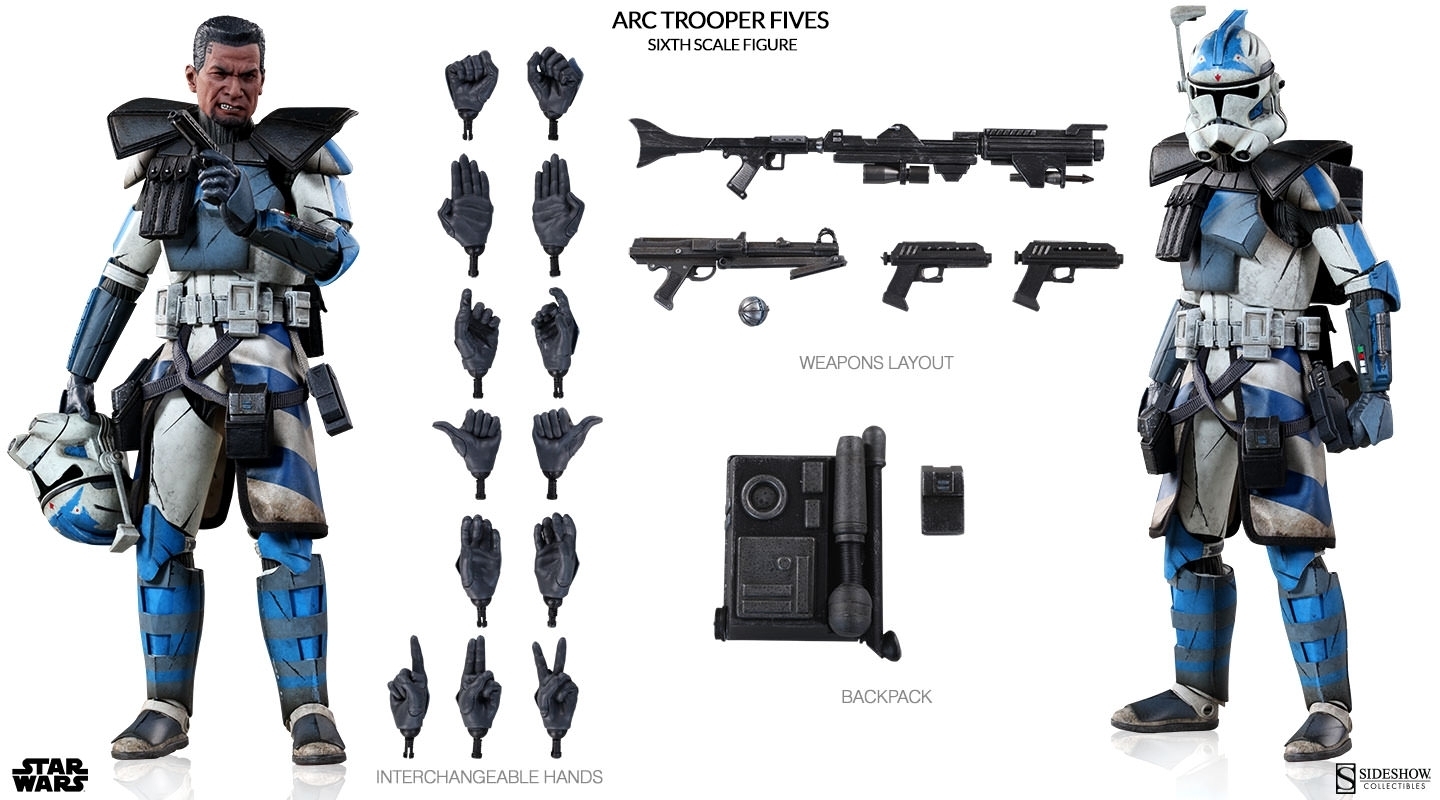 ARC TROOPER FIVES
SIXTH SCALE FIGURE
WEAPONS LAYOUT
BACKPACK
INTERCHANGEABLE HANDS
STAR
WARS
S SIDESHOW
COLLECTIBLES